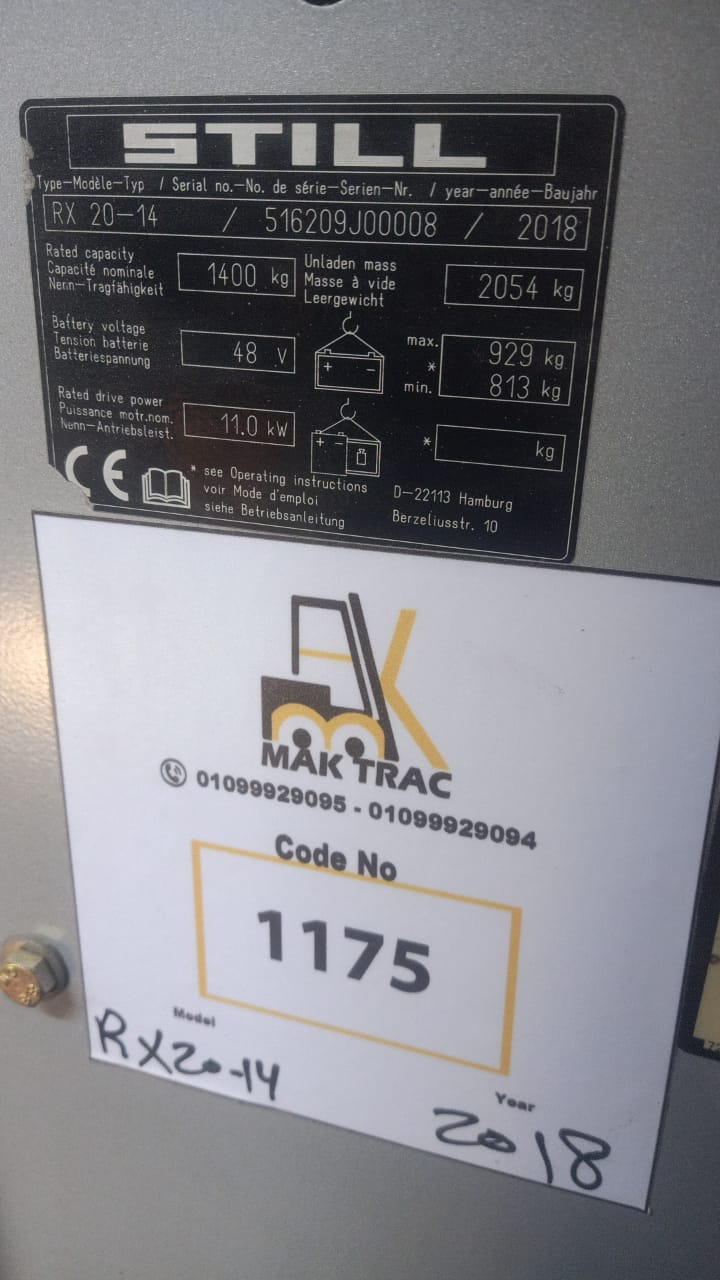 STILL
Type-Modèle-Typ / Serial no.-No. de série-Serien-Nr. / year-année-Baujahr
RX 20-14 / 516209J00008 / 2018
Rated capacity
Capacité nominale
Nenn-Tragfähigkeit
1400 kg
Unladen mass
Masse à vide
Leergewicht
2054 kg
Battery voltage
Tension batterie
Batteriespannung
48 V
+ -
max. 929 kg
*
min. 813 kg
Rated drive power
Puissance motr.nom.
Nenn-Antriebsleist.
11.0 kW
+ -
* kg
CE
* see Operating instructions
voir Mode d'emploi
siehe Betriebsanleitung
D-22113 Hamburg
Berzeliusstr. 10
MAK TRAC
01099929095 - 01099929094
Code No
1175
Model
RX20-14
Year
2018